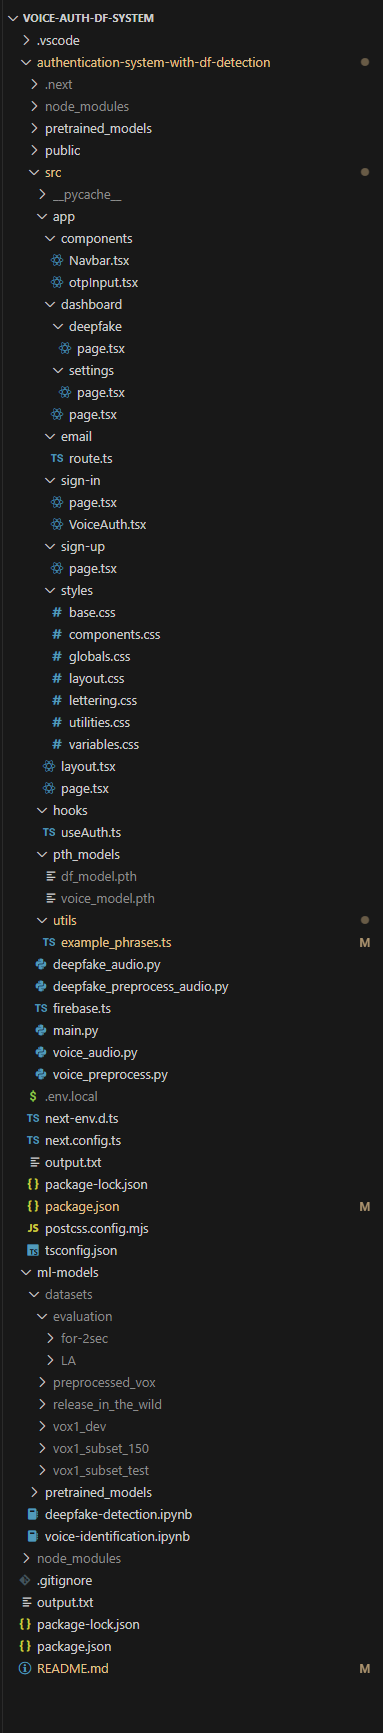 VOICE-AUTH-DF-SYSTEM
.vscode
authentication-system-with-df-detection
.next
node_modules
pretrained_models
public
src
__pycache__
app
components
Navbar.tsx
otpInput.tsx
dashboard
deepfake
page.tsx
settings
page.tsx
page.tsx
email
TS route.ts
sign-in
page.tsx
VoiceAuth.tsx
sign-up
page.tsx
styles
# base.css
# components.css
# globals.css
# layout.css
# lettering.css
# utilities.css
# variables.css
layout.tsx
page.tsx
hooks
TS useAuth.ts
pth_models
df_model.pth
voice_model.pth
utils
TS example_phrases.ts M
deepfake_audio.py
deepfake_preprocess_audio.py
TS firebase.ts
main.py
voice_audio.py
voice_preprocess.py
$ .env.local
TS next-env.d.ts
TS next.config.ts
output.txt
{} package-lock.json
{} package.json M
JS postcss.config.mjs
TS tsconfig.json
ml-models
datasets
evaluation
for-2sec
LA
preprocessed_vox
release_in_the_wild
vox1_dev
vox1_subset_150
vox1_subset_test
pretrained_models
deepfake-detection.ipynb
voice-identification.ipynb
node_modules
.gitignore
output.txt
{} package-lock.json
{} package.json
README.md M